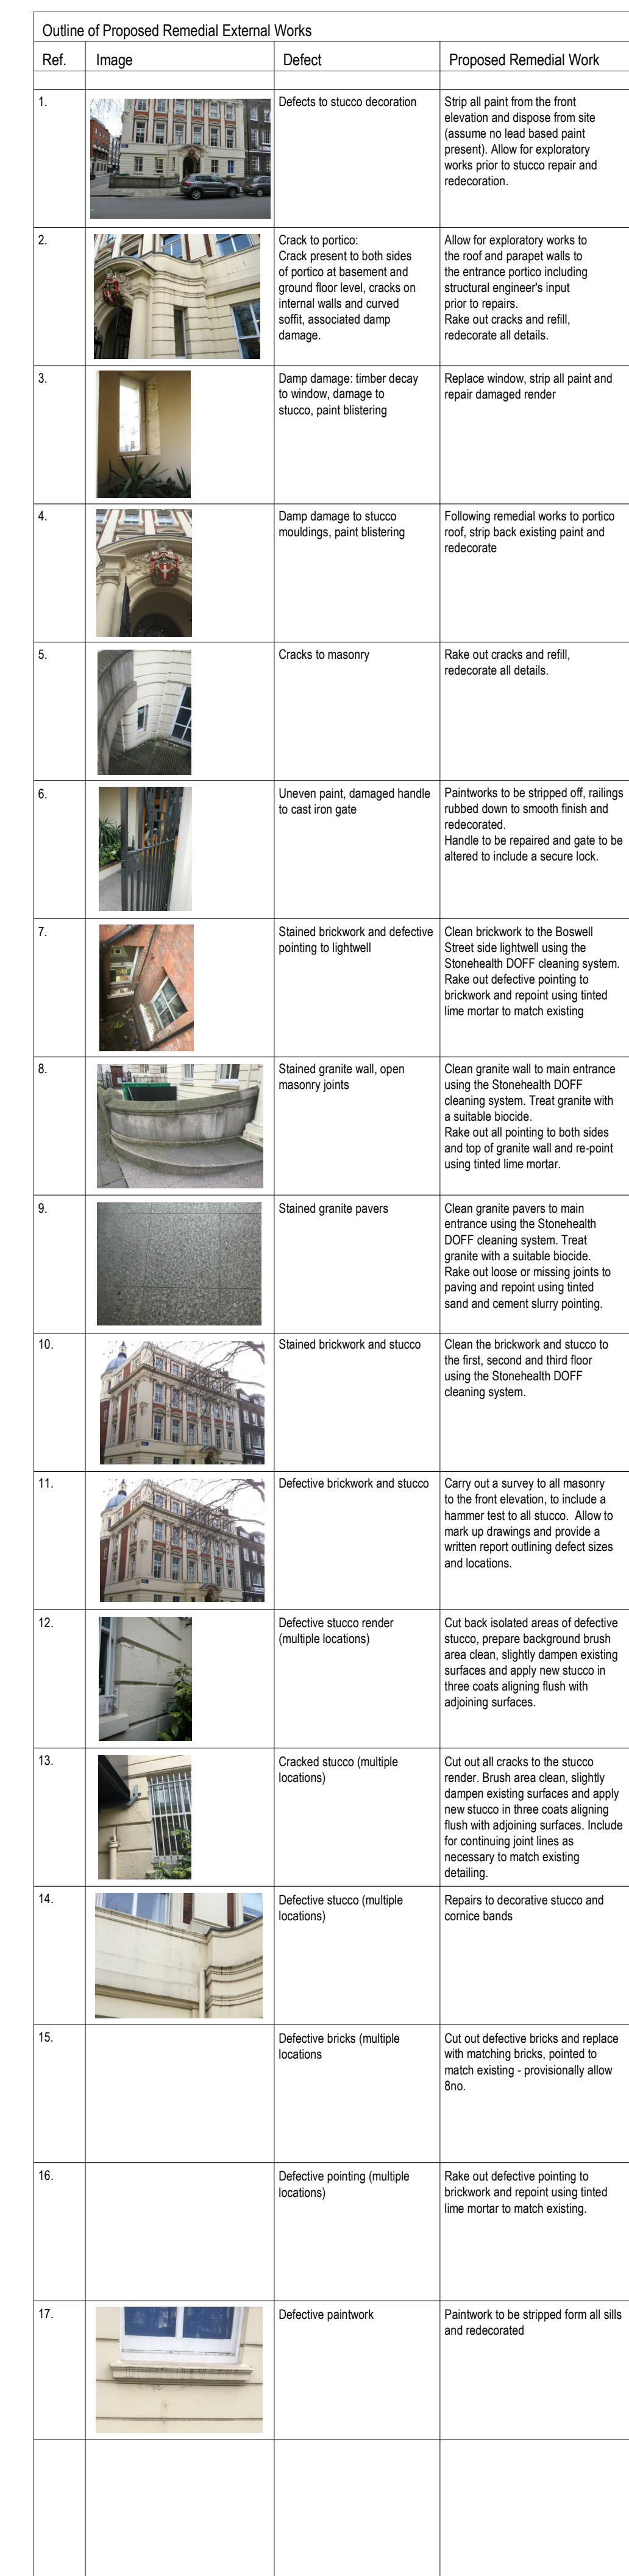 Outline of Proposed Remedial External Works
Ref.
Image
Defect
Proposed Remedial Work
1.
Defects to stucco decoration
Strip all paint from the front
elevation and dispose from site
(assume no lead based paint
present). Allow for exploratory
works prior to stucco repair and
redecoration.
2.
Crack to portico:
Crack present to both sides
of portico at basement and
ground floor level, cracks on
internal walls and curved
soffit, associated damp
damage.
Allow for exploratory works to
the roof and parapet walls to
the entrance portico including
structural engineer's input
prior to repairs.
Rake out cracks and refill,
redecorate all details.
3.
Damp damage: timber decay
to window, damage to
stucco, paint blistering
Replace window, strip all paint and
repair damaged render
4.
Damp damage to stucco
mouldings, paint blistering
Following remedial works to portico
roof, strip back existing paint and
redecorate
5.
Cracks to masonry
Rake out cracks and refill,
redecorate all details.
6.
Uneven paint, damaged handle
to cast iron gate
Paintworks to be stripped off, railings
rubbed down to smooth finish and
redecorated.
Handle to be repaired and gate to be
altered to include a secure lock.
7.
Stained brickwork and defective
pointing to lightwell
Clean brickwork to the Boswell
Street side lightwell using the
Stonehealth DOFF cleaning system.
Rake out defective pointing to
brickwork and repoint using tinted
lime mortar to match existing
8.
Stained granite wall, open
masonry joints
Clean granite wall to main entrance
using the Stonehealth DOFF
cleaning system. Treat granite with
a suitable biocide.
Rake out all pointing to both sides
and top of granite wall and re-point
using tinted lime mortar.
9.
Stained granite pavers
Clean granite pavers to main
entrance using the Stonehealth
DOFF cleaning system. Treat
granite with a suitable biocide.
Rake out loose or missing joints to
paving and repoint using tinted
sand and cement slurry pointing.
10.
Stained brickwork and stucco
Clean the brickwork and stucco to
the first, second and third floor
using the Stonehealth DOFF
cleaning system.
11.
Defective brickwork and stucco
Carry out a survey to all masonry
to the front elevation, to include a
hammer test to all stucco. Allow to
mark up drawings and provide a
written report outlining defect sizes
and locations.
12.
Defective stucco render
(multiple locations)
Cut back isolated areas of defective
stucco, prepare background brush
area clean, slightly dampen existing
surfaces and apply new stucco in
three coats aligning flush with
adjoining surfaces.
13.
Cracked stucco (multiple
locations)
Cut out all cracks to the stucco
render. Brush area clean, slightly
dampen existing surfaces and apply
new stucco in three coats aligning
flush with adjoining surfaces. Include
for continuing joint lines as
necessary to match existing
detailing.
14.
Defective stucco (multiple
locations)
Repairs to decorative stucco and
cornice bands
15.
Defective bricks (multiple
locations
Cut out defective bricks and replace
with matching bricks, pointed to
match existing - provisionally allow
8no.
16.
Defective pointing (multiple
locations)
Rake out defective pointing to
brickwork and repoint using tinted
lime mortar to match existing.
17.
Defective paintwork
Paintwork to be stripped form all sills
and redecorated